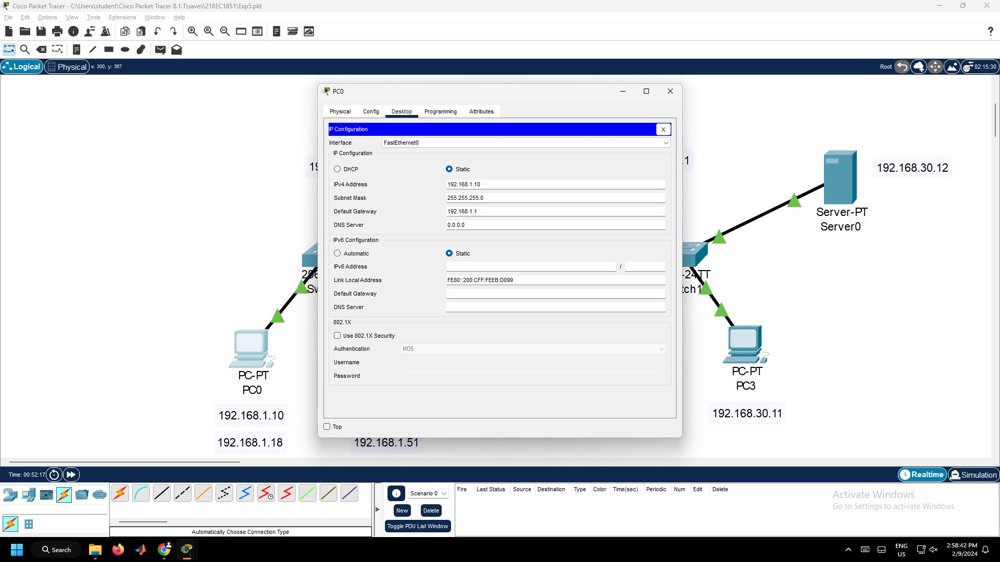 Cisco Packet Tracer - C:\Users\student\Cisco Packet Tracer 8.1.1\saves\21BEC1851\Exp5.pkt
File Edit Options View Tools Extensions Window Help
Logical Physical x: 300, y: 367 Root 02:15:30
PC0
Physical Config Desktop Programming Attributes
IP Configuration X
Interface FastEthernet0
IP Configuration
DHCP Static
IPv4 Address 192.168.1.10
Subnet Mask 255.255.255.0
Default Gateway 192.168.1.1
DNS Server 0.0.0.0
IPv6 Configuration
Automatic Static
IPv6 Address /
Link Local Address FE80::200:CFF:FEEB:D099
Default Gateway
DNS Server
802.1X
Use 802.1X Security
Authentication MD5
Username
Password
Top
19
.1
192.168.30.12
Server-PT
Server0
296
Sw
-24TT
tch1
PC-PT
PC0
192.168.1.10
192.168.1.18
192.168.1.51
PC-PT
PC3
192.168.30.11
Time: 00:52:17 Realtime Simulation
Scenario 0
New Delete
Toggle PDU List Window
Fire Last Status Source Destination Type Color Time(sec) Periodic Num Edit Delete
Activate Windows
Go to Settings to activate Windows.
Automatically Choose Connection Type
Search
ENG
US
2:58:42 PM
2/9/2024